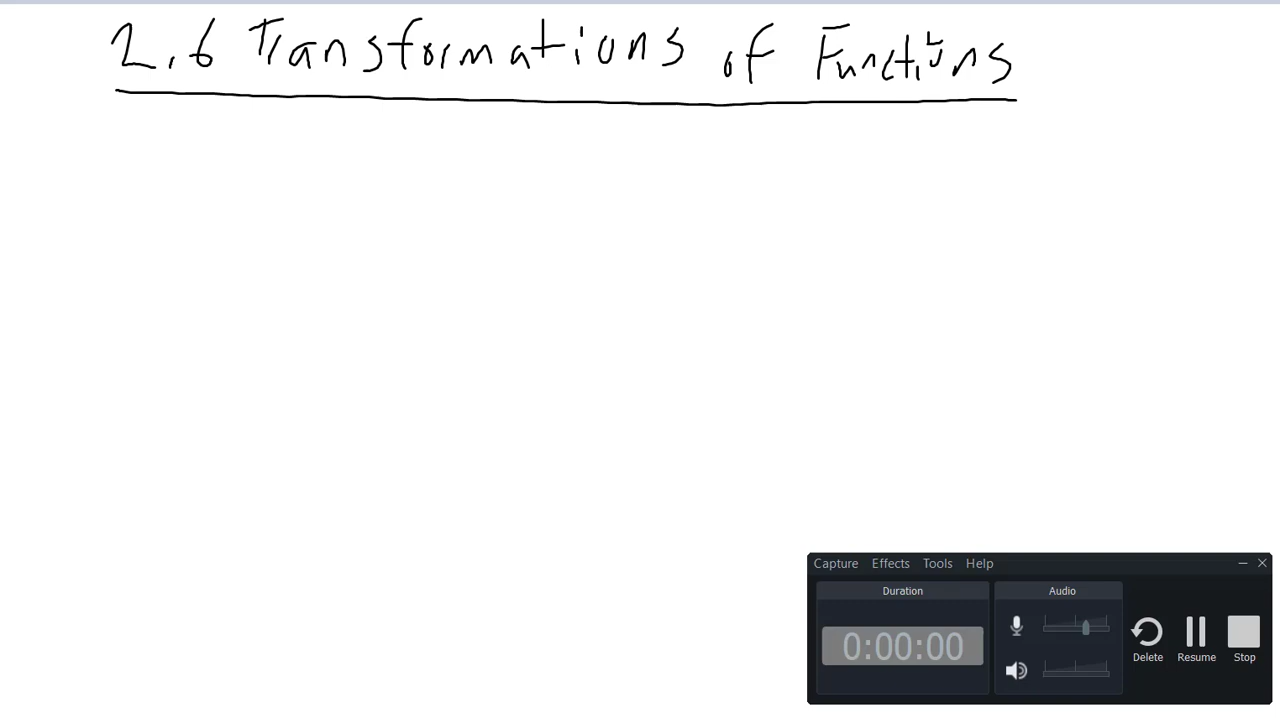 2.6 Transformations of Functions
Capture Effects Tools Help
Duration Audio
0:00:00
Delete Resume Stop